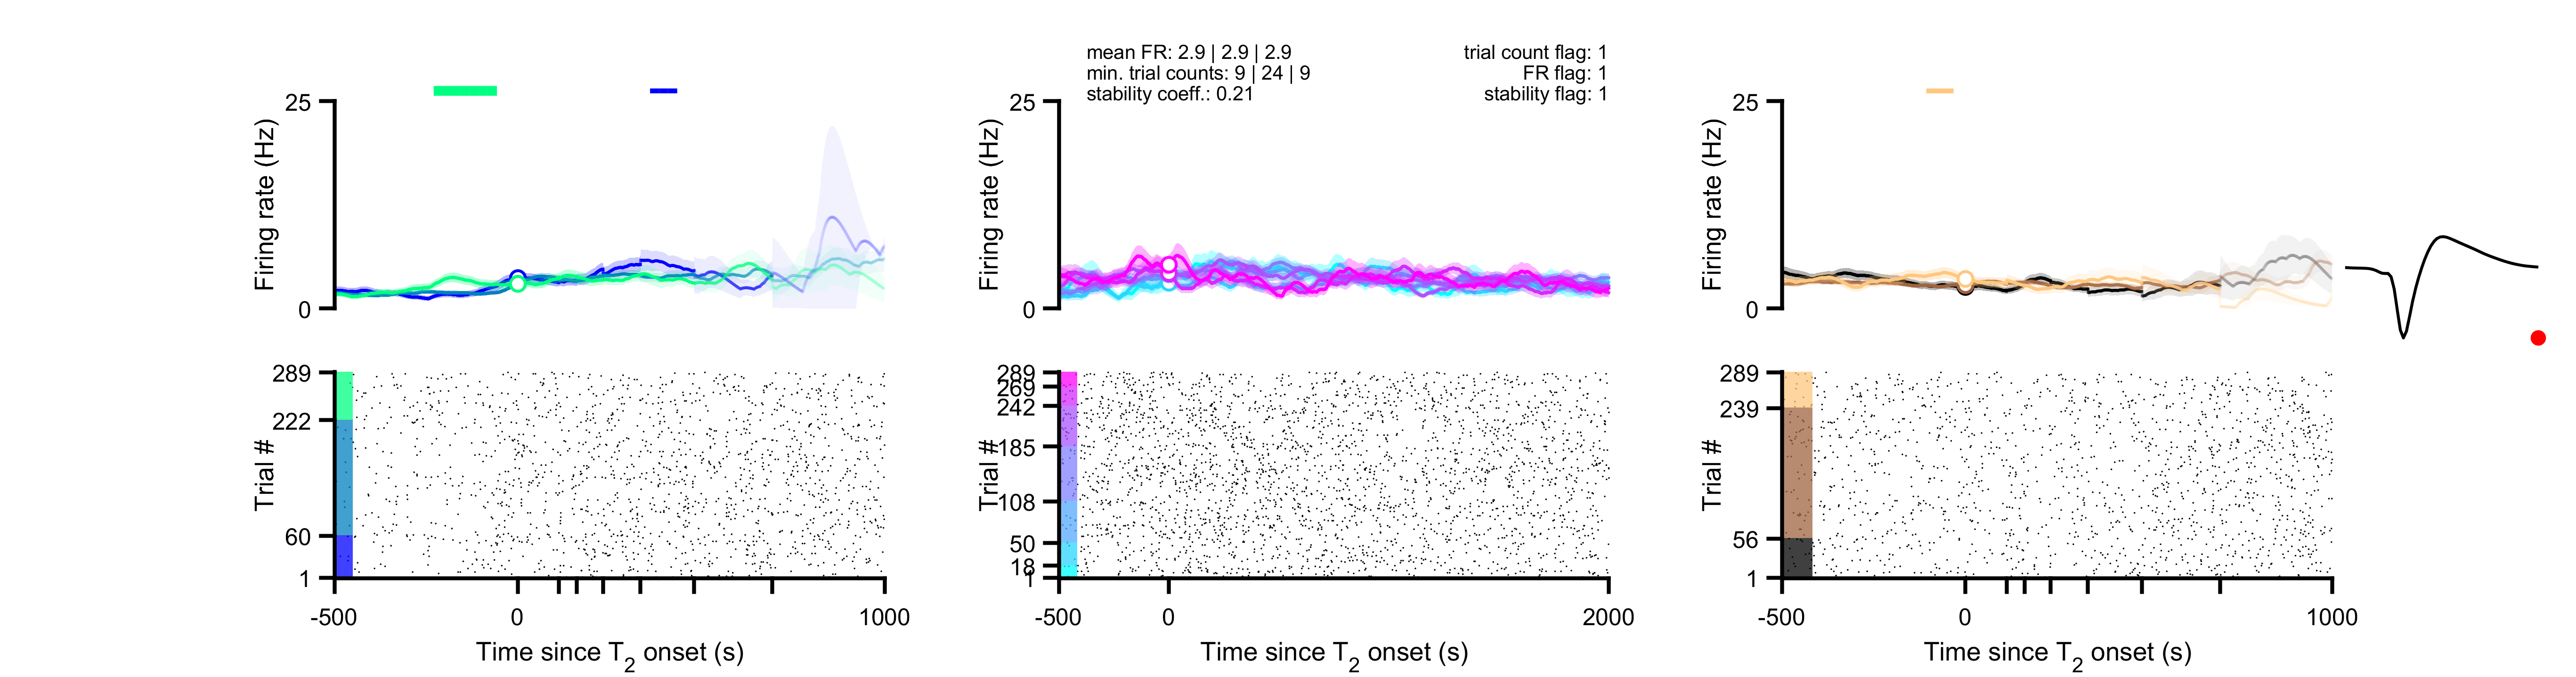 mean FR: 2.9 | 2.9 | 2.9
min. trial counts: 9 | 24 | 9
stability coeff.: 0.21
trial count flag: 1
FR flag: 1
stability flag: 1
25
0
Firing rate (Hz)
289
222
60
1
Trial #
-500
0
1000
Time since T2 onset (s)
25
0
Firing rate (Hz)
289
269
242
185
108
50
18
1
Trial #
-500
0
2000
Time since T2 onset (s)
25
0
Firing rate (Hz)
289
239
56
1
Trial #
-500
0
1000
Time since T2 onset (s)